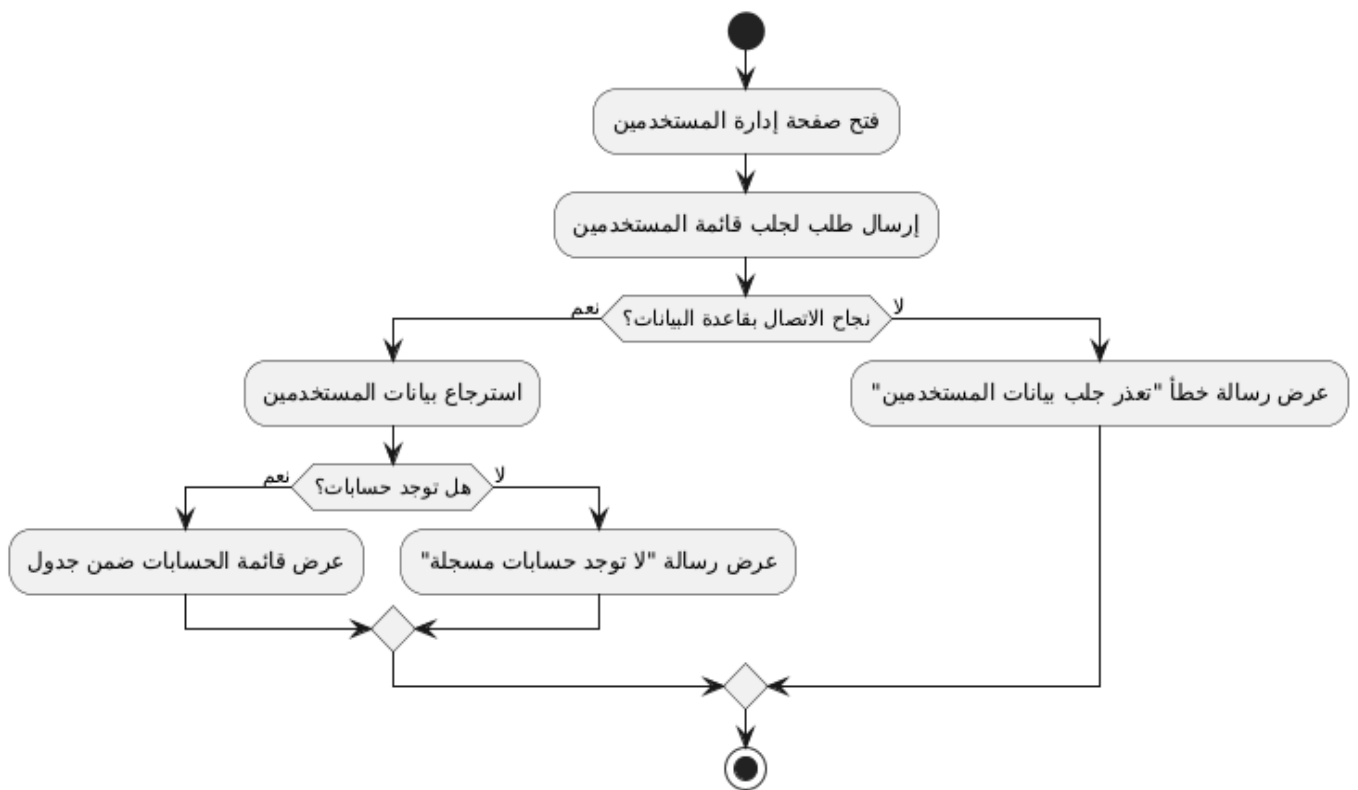 فتح صفحة إدارة المستخدمين
إرسال طلب لجلب قائمة المستخدمين
نجاح الاتصال بقاعدة البيانات؟
نعم
لا
استرجاع بيانات المستخدمين
عرض رسالة خطأ "تعذر جلب بيانات المستخدمين"
هل توجد حسابات؟
نعم
لا
عرض قائمة الحسابات ضمن جدول
عرض رسالة "لا توجد حسابات مسجلة"